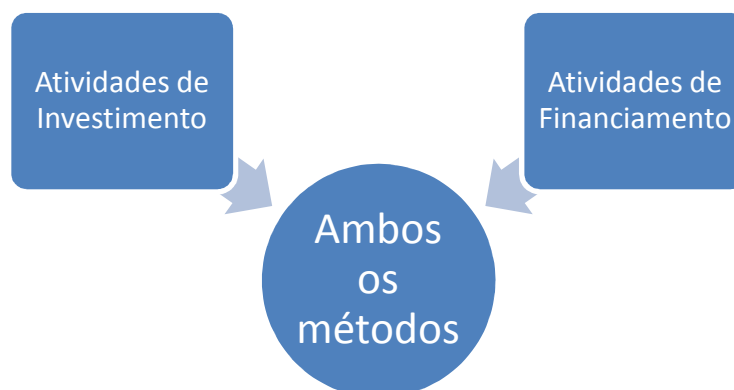 Atividades de
Investimento
Atividades de
Financiamento
Ambos
os
métodos